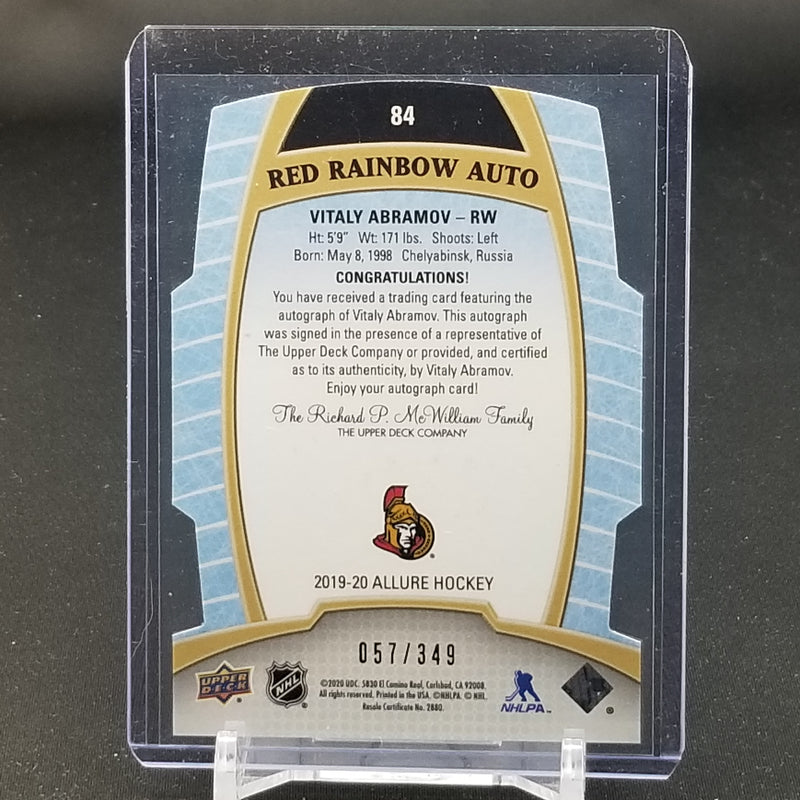 84
RED RAINBOW AUTO
VITALY ABRAMOV – RW
Ht: 5'9" Wt: 171 lbs. Shoots: Left
Born: May 8, 1998 Chelyabinsk, Russia
CONGRATULATIONS!
You have received a trading card featuring the
autograph of Vitaly Abramov. This autograph
was signed in the presence of a representative of
The Upper Deck Company or provided, and certified
as to its authenticity, by Vitaly Abramov.
Enjoy your autograph card!
The Richard P. McWilliam Family
THE UPPER DECK COMPANY
2019-20 ALLURE HOCKEY
057/349
UPPER
DECK
NHL
©2020 UDC. 5830 El Camino Real, Carlsbad, CA 92008.
All rights reserved. Printed in the USA. ©NHLPA. © NHL.
Resale Certificate No. 2880.
NHLPA